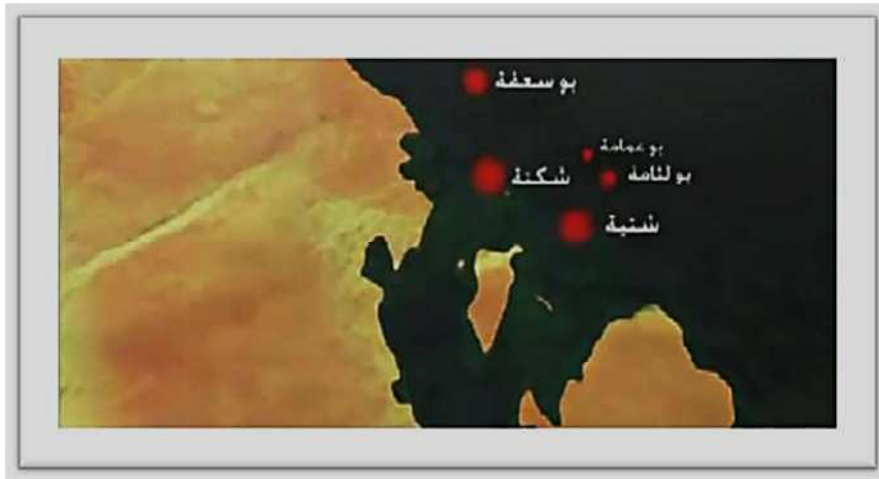 بو سعفة
بو عمامة
شكنة
بو لثامة
شتية